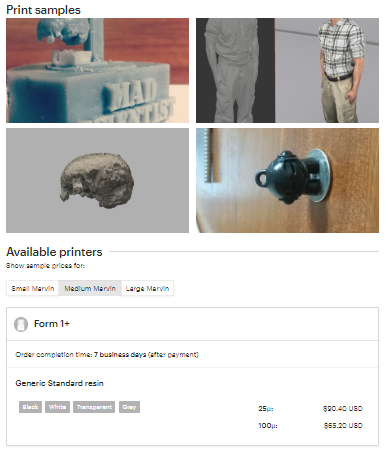 Print samples
MAD
SCIENTIST
Available printers
Show sample prices for:
Small Marvin
Medium Marvin
Large Marvin
Form 1+
Order completion time: 7 business days (after payment)
Generic Standard resin
Black
White
Transparent
Grey
25μ:
$90.40 USD
100μ:
$65.20 USD